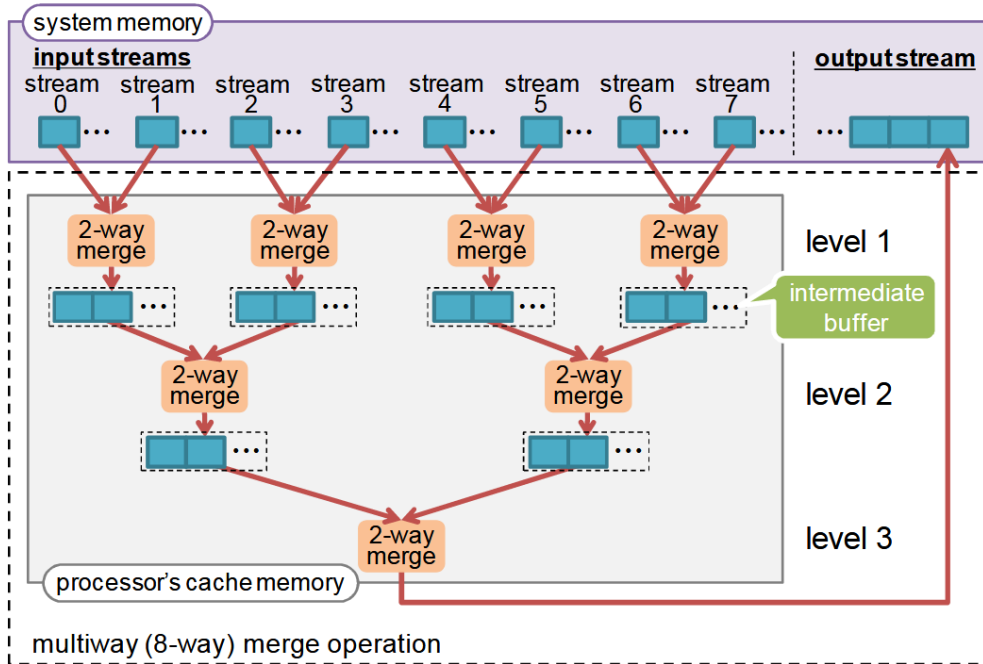 system memory
input streams
output stream
stream 0
stream 1
stream 2
stream 3
stream 4
stream 5
stream 6
stream 7
... ... ... ... ... ... ... ... ...
2-way merge
2-way merge
2-way merge
2-way merge
level 1
... ... ... ...
intermediate buffer
2-way merge
2-way merge
level 2
... ...
2-way merge
level 3
processor's cache memory
multiway (8-way) merge operation